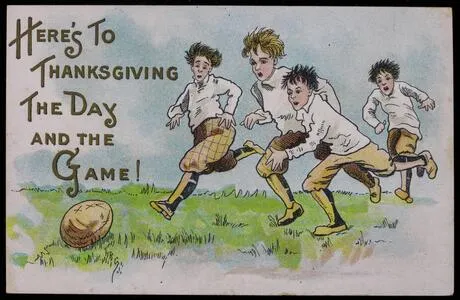 HERE'S TO
THANKSGIVING
THE DAY
AND THE
GAME!